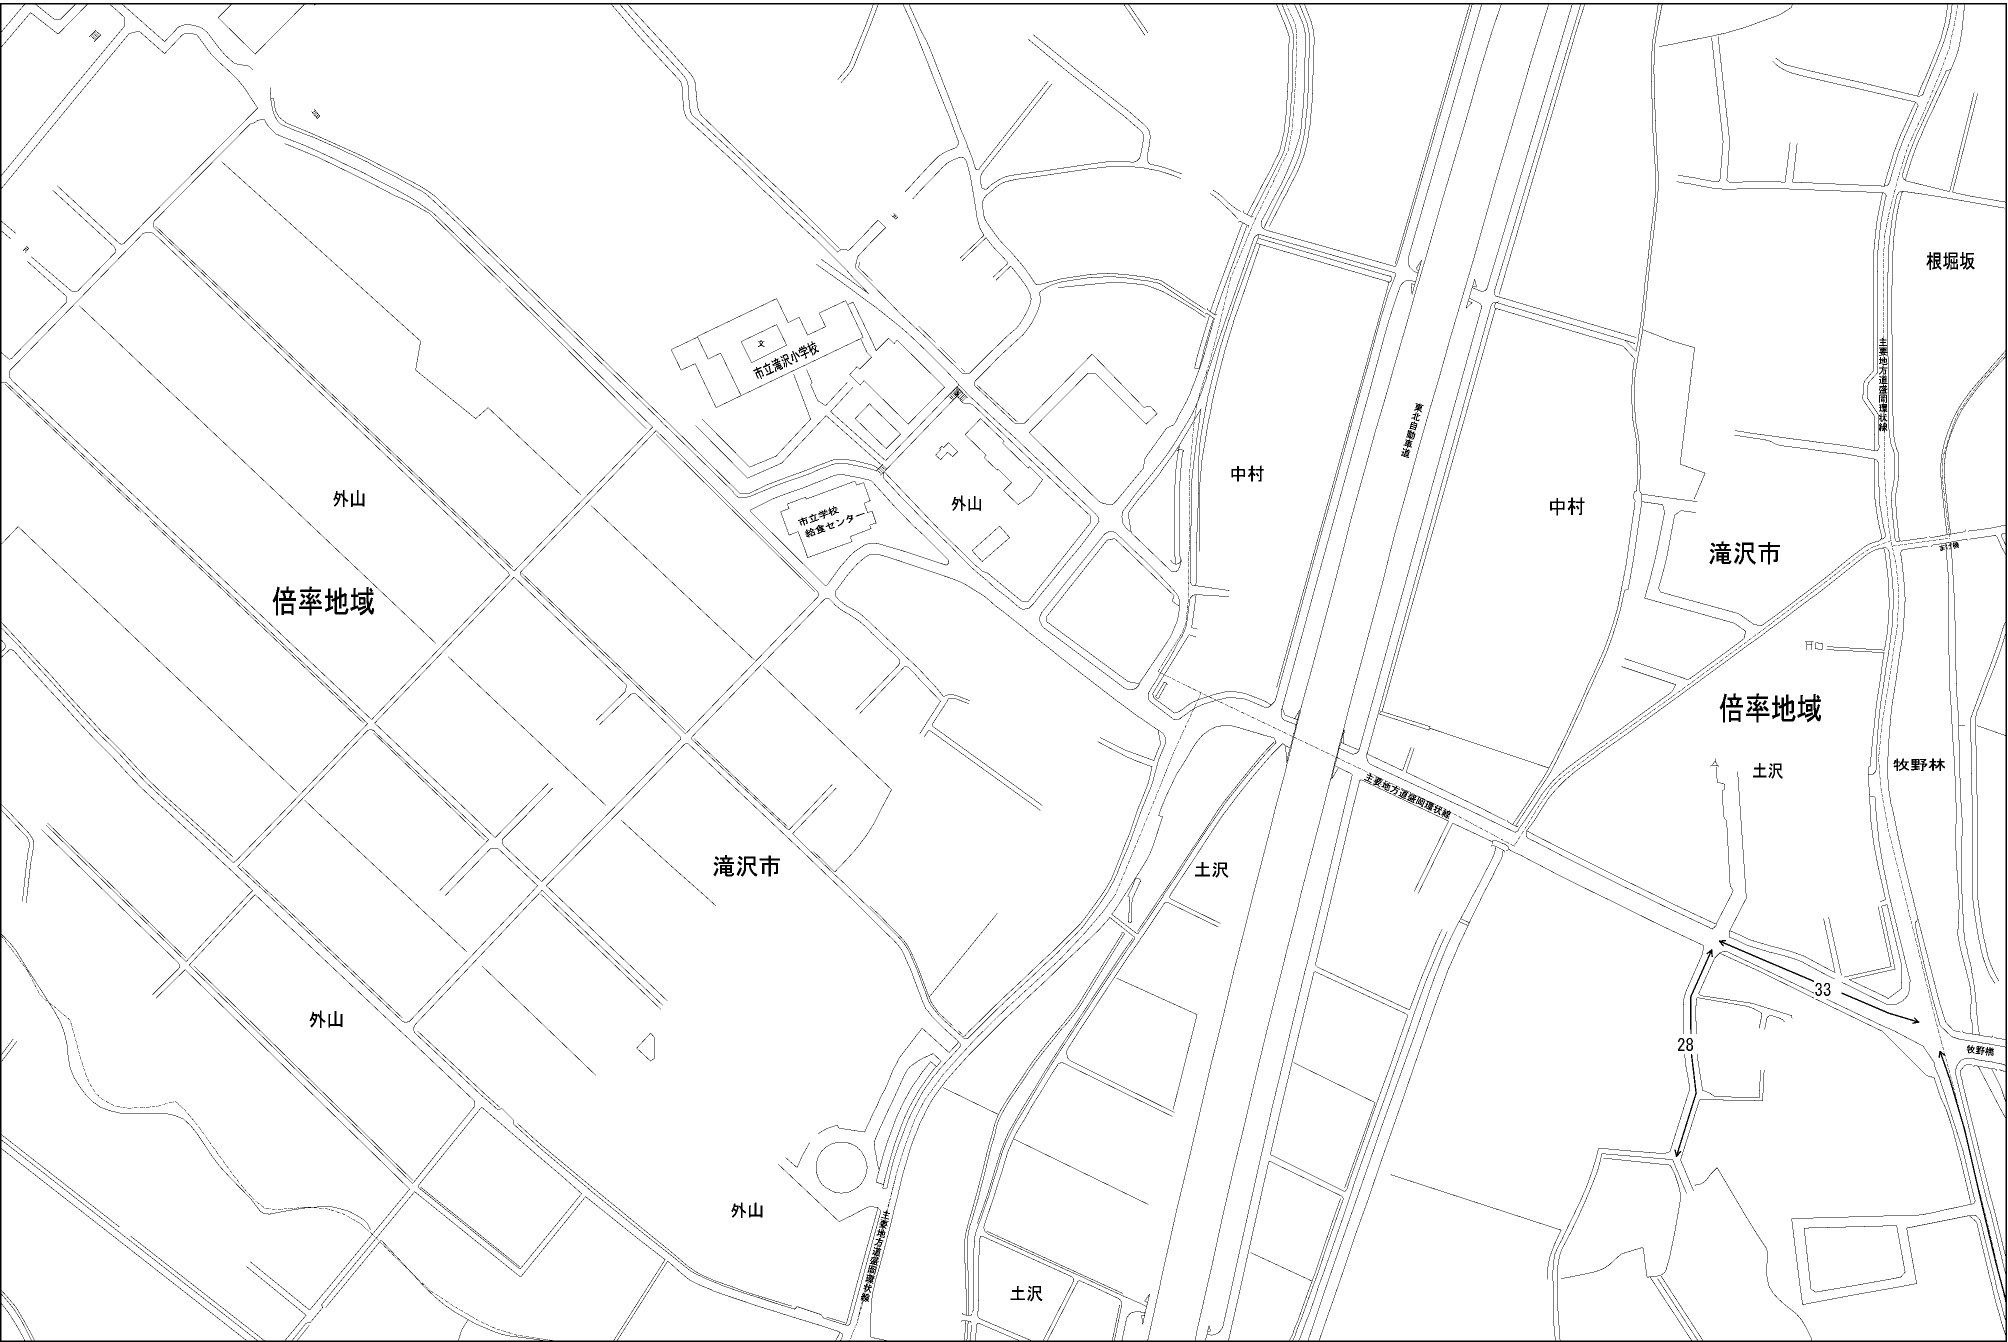 根堀坂
主要地方道盛岡環状線
市立滝沢小学校
東北自動車道
中村
外山
外山
中村
市立学校
給食センター
滝沢市
倍率地域
倍率地域
土沢
牧野林
主要地方道盛岡環状線
滝沢市
土沢
33
外山
28
牧野橋
外山
主要地方道盛岡環状線
土沢